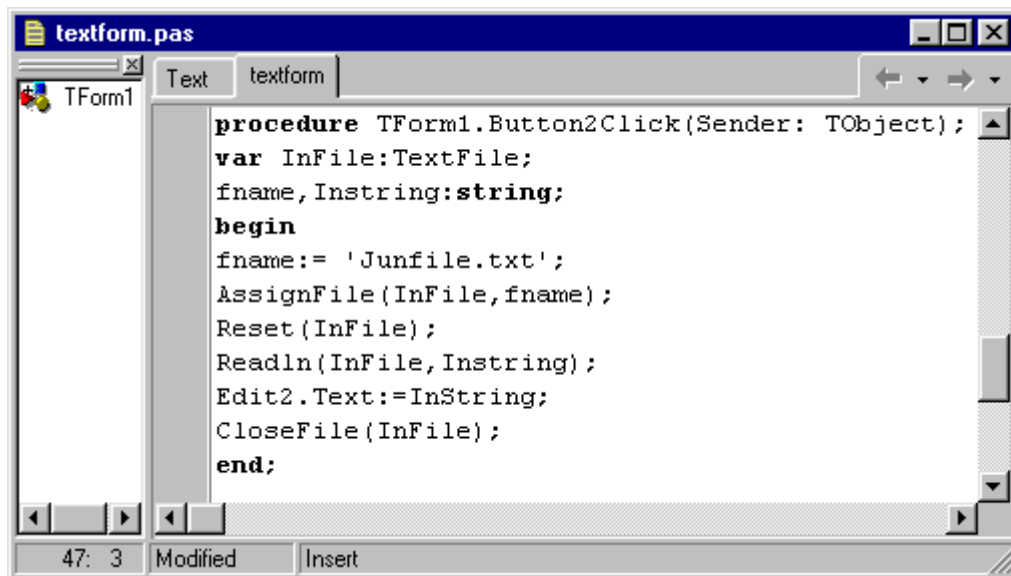 textform.pas
TForm1
Text textform
procedure TForm1.Button2Click(Sender: TObject);
var InFile:TextFile;
fname,Instring:string;
begin
fname:= 'Junfile.txt';
AssignFile(InFile,fname);
Reset(InFile);
Readln(InFile,Instring);
Edit2.Text:=InString;
CloseFile(InFile);
end;
47: 3 Modified Insert